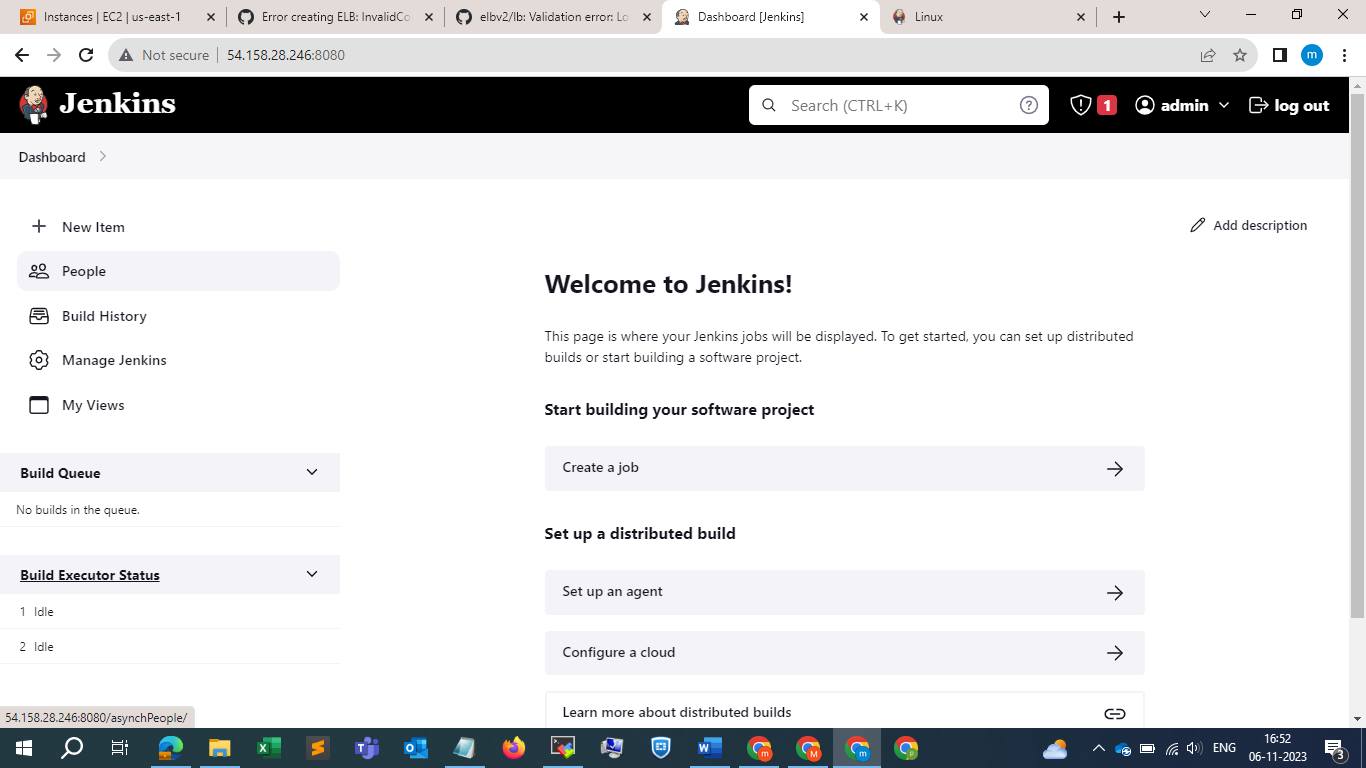 Instances | EC2 | us-east-1
Error creating ELB: InvalidCo
elbv2/lb: Validation error: Lo
Dashboard [Jenkins]
Linux
Not secure
54.158.28.246:8080
m
Jenkins
Search (CTRL+K)
1
admin
log out
Dashboard
New Item
People
Build History
Manage Jenkins
My Views
Add description
Welcome to Jenkins!
This page is where your Jenkins jobs will be displayed. To get started, you can set up distributed
builds or start building a software project.
Start building your software project
Create a job
Set up a distributed build
Set up an agent
Configure a cloud
Learn more about distributed builds
Build Queue
No builds in the queue.
Build Executor Status
1 Idle
2 Idle
54.158.28.246:8080/asynchPeople/
ENG
16:52
06-11-2023
3